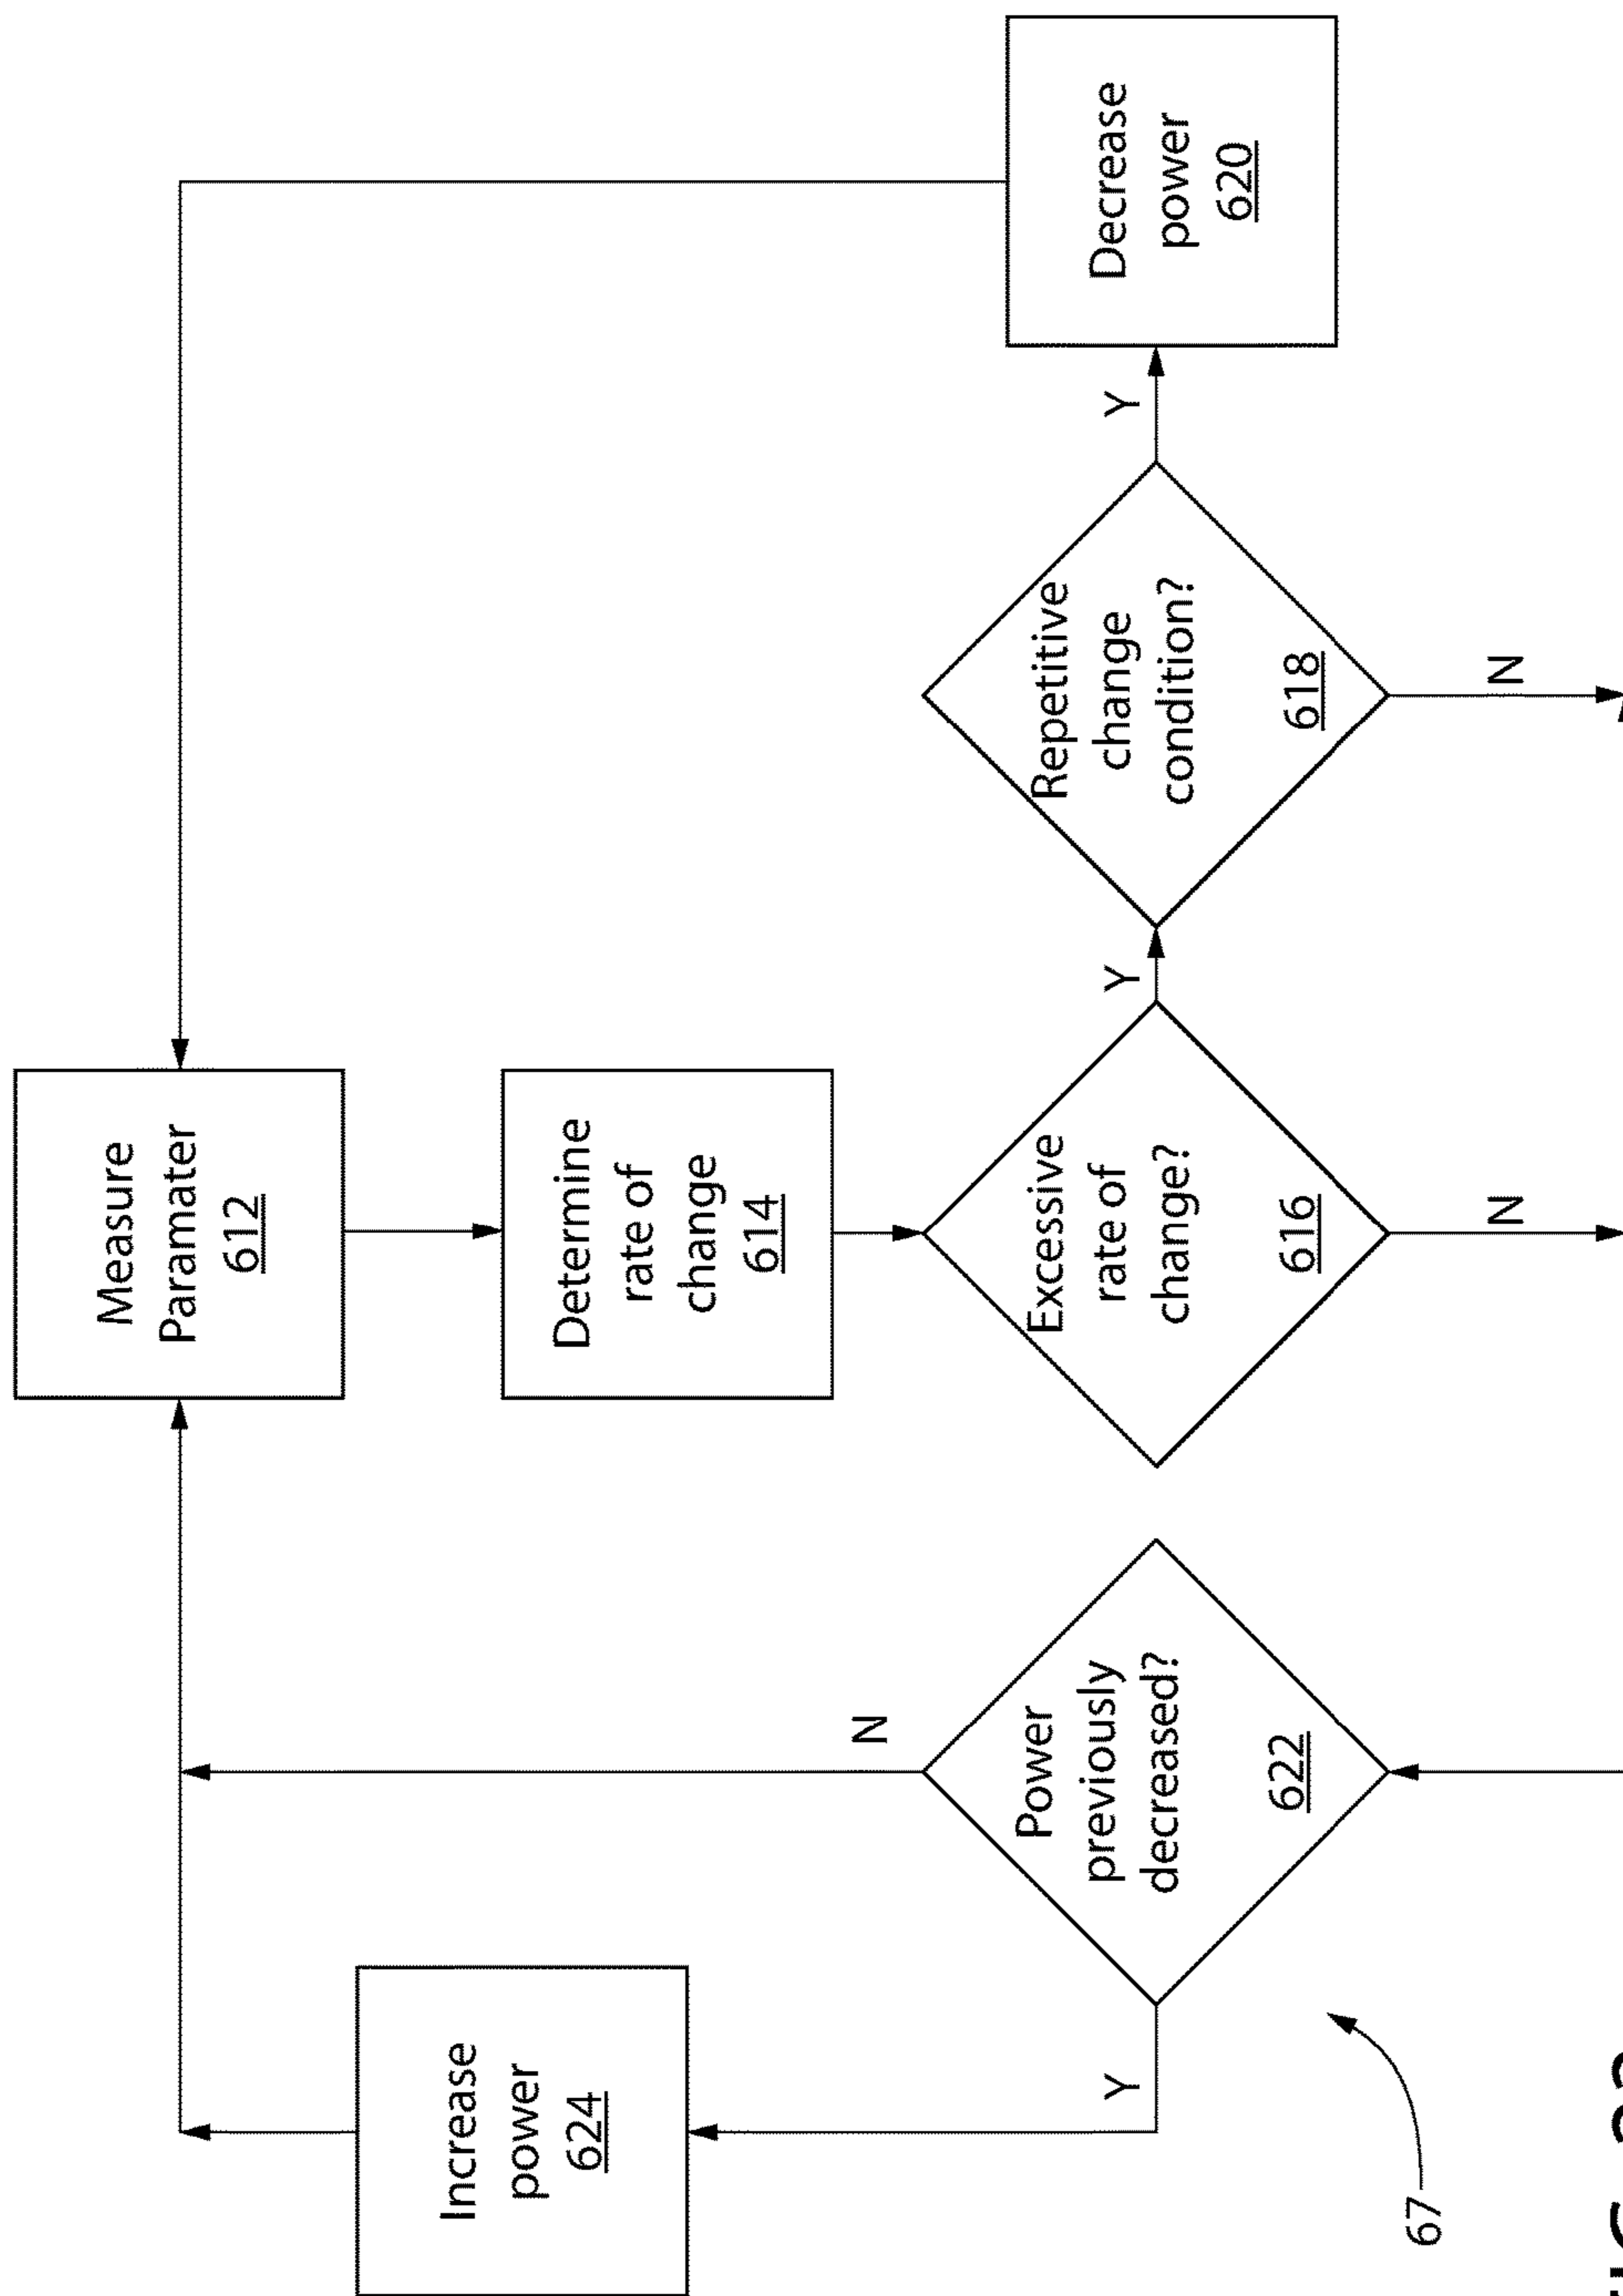 Measure
Paramater
612
Determine
rate of
change
614
Excessive
rate of
change?
616
Y
N
Repetitive
change
condition?
618
Y
N
Decrease
power
620
Power
previously
decreased?
622
N
Y
Increase
power
624
67